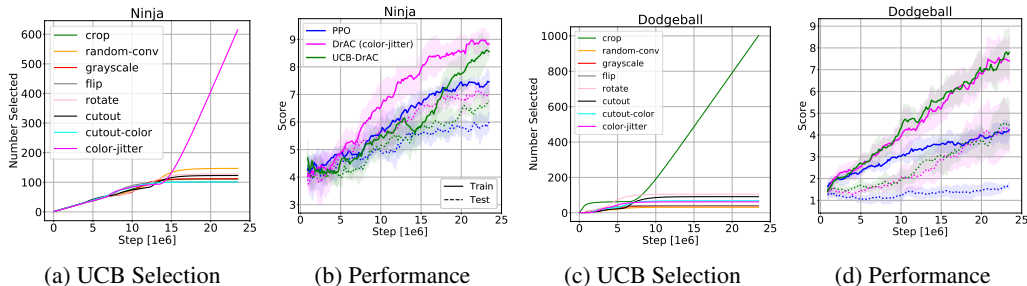 Ninja
600
500
400
300
200
100
0
Number Selected
crop
random-conv
grayscale
flip
rotate
cutout
cutout-color
color-jitter
0 5 10 15 20 25
Step [1e6]
(a) UCB Selection
Ninja
9
8
7
6
5
4
3
Score
PPO
DrAC (color-jitter)
UCB-DrAC
Train
Test
0 5 10 15 20 25
Step [1e6]
(b) Performance
Dodgeball
1000
800
600
400
200
0
Number Selected
crop
random-conv
grayscale
flip
rotate
cutout
cutout-color
color-jitter
0 5 10 15 20 25
Step [1e6]
(c) UCB Selection
Dodgeball
9
8
7
6
5
4
3
2
1
Score
0 5 10 15 20 25
Step [1e6]
(d) Performance